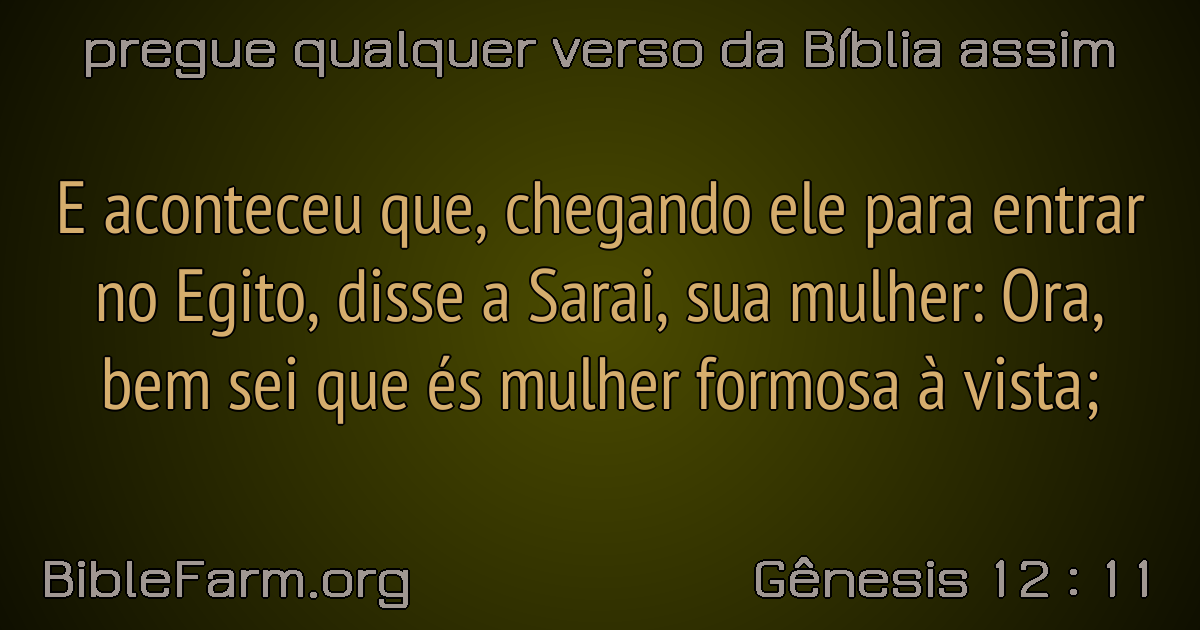 pregue qualquer verso da Bíblia assim
E aconteceu que, chegando ele para entrar
no Egito, disse a Sarai, sua mulher: Ora,
bem sei que és mulher formosa à vista;
BibleFarm.org
Gênesis 12 : 11